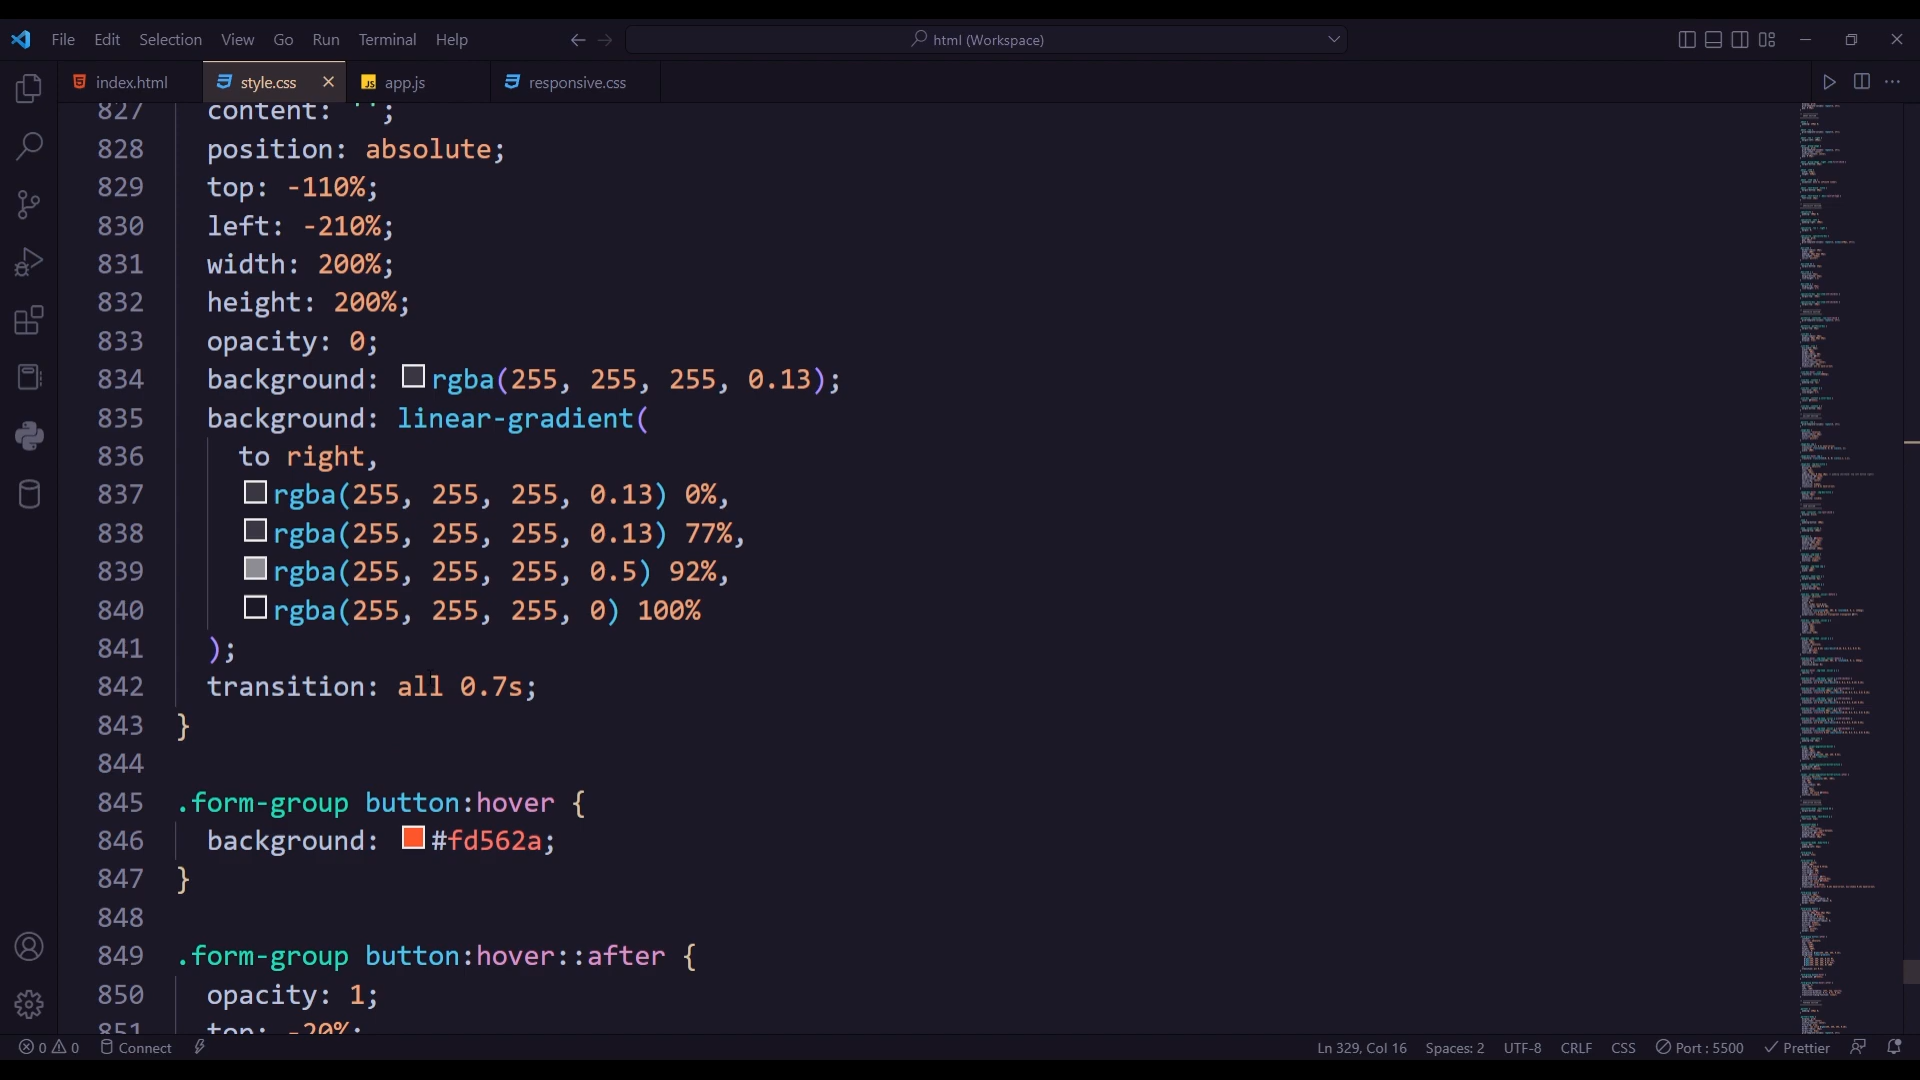 File Edit Selection View Go Run Terminal Help
html (Workspace)
index.html style.css app.js responsive.css
827 content: '';
828 position: absolute;
829 top: -110%;
830 left: -210%;
831 width: 200%;
832 height: 200%;
833 opacity: 0;
834 background: rgba(255, 255, 255, 0.13);
835 background: linear-gradient(
836 to right,
837 rgba(255, 255, 255, 0.13) 0%,
838 rgba(255, 255, 255, 0.13) 77%,
839 rgba(255, 255, 255, 0.5) 92%,
840 rgba(255, 255, 255, 0) 100%
841 );
842 transition: all 0.7s;
843 }
844
845 .form-group button:hover {
846 background: #fd562a;
847 }
848
849 .form-group button:hover::after {
850 opacity: 1;
851 top: -20%;
0 0 Connect Ln 329, Col 16 Spaces: 2 UTF-8 CRLF CSS Port : 5500 Prettier